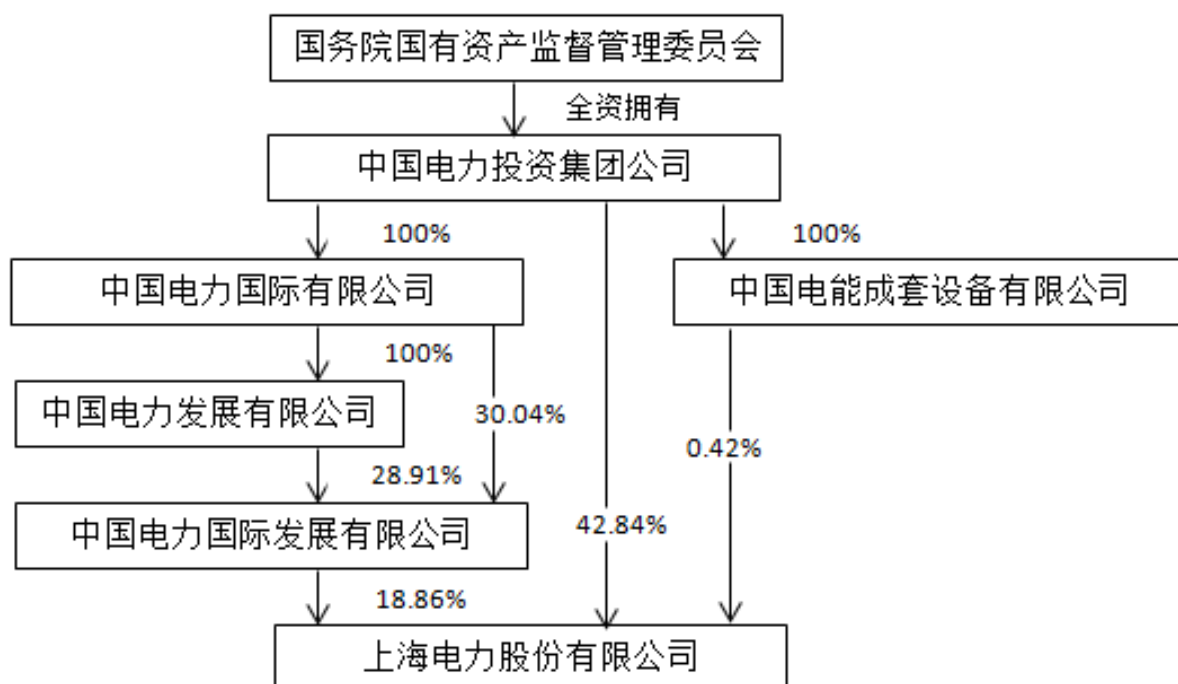 国务院国有资产监督管理委员会
全资拥有
中国电力投资集团公司
100%
100%
中国电力国际有限公司
中国电能成套设备有限公司
100%
中国电力发展有限公司
30.04%
0.42%
28.91%
中国电力国际发展有限公司
42.84%
18.86%
上海电力股份有限公司